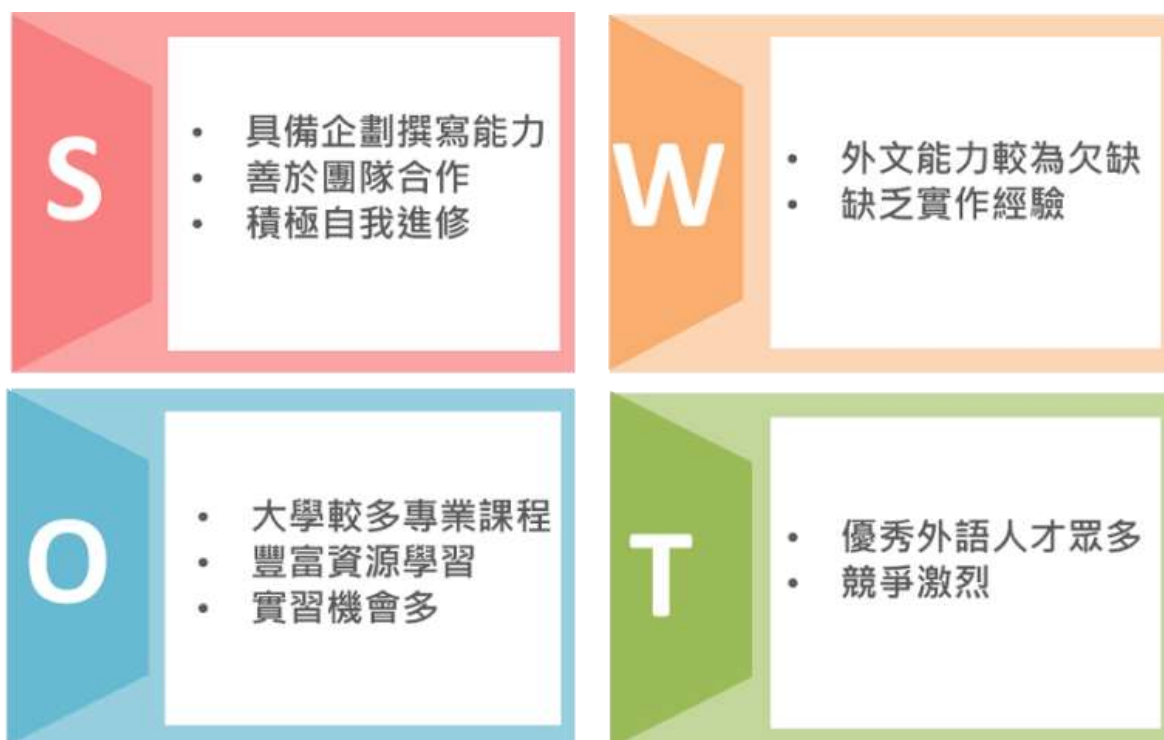 S
• 具備企劃撰寫能力
• 善於團隊合作
• 積極自我進修
W
• 外文能力較為欠缺
• 缺乏實作經驗
O
• 大學較多專業課程
• 豐富資源學習
• 實習機會多
T
• 優秀外語人才眾多
• 競爭激烈